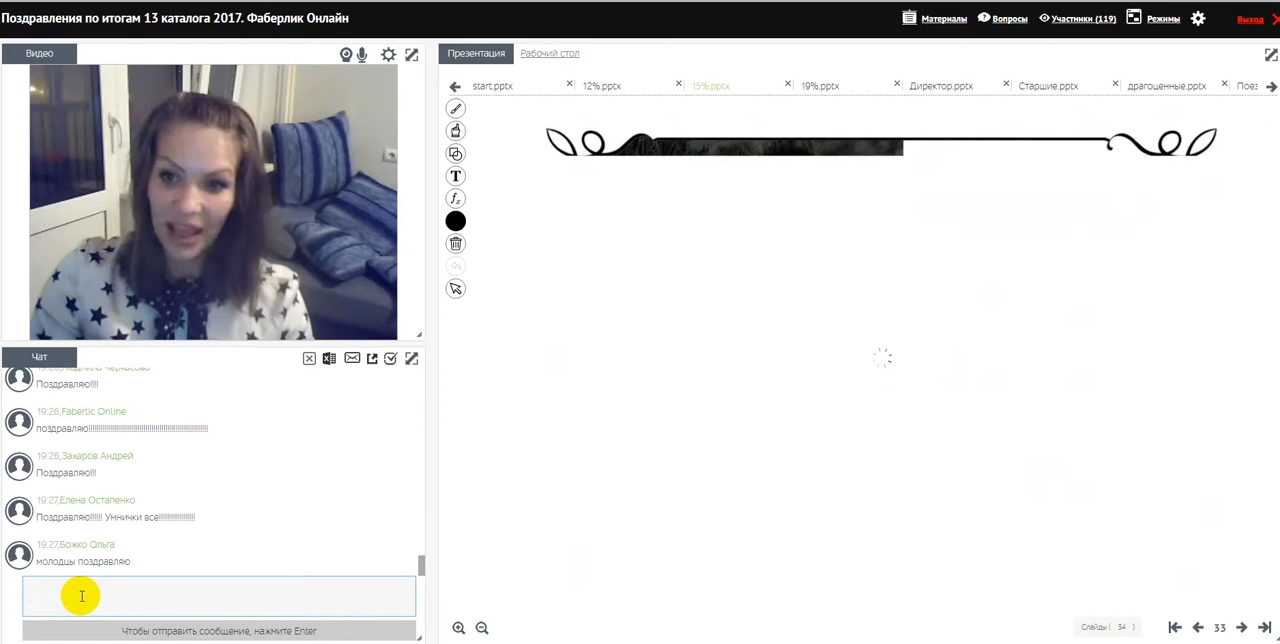 Поздравления по итогам 13 каталога 2017. Фаберлик Онлайн
Материалы Вопросы Участники (119) Режимы Выход
Видео
Презентация Рабочий стол
start.pptx 12%.pptx 15%.pptx 19%.pptx Директор.pptx Старшие.pptx драгоценные.pptx Поез
T
fx
Чат
Поздравляю!!!!
19:26,Faberlic Online
поздравляю!!!!!!!!!!!!!!!!!!!!!!!!!!!!!!!!!!!!!!!!!!!!!!!!!!!!!!
19:26,Захаров Андрей
Поздравляю!!!
19:27,Елена Остапенко
Поздравляю!!!!!! Умнички все!!!!!!!!!!!!!!!!!
19:27,Божко Ольга
молодцы поздравляю
Чтобы отправить сообщение, нажмите Enter
Слайды ( 34 ) 33